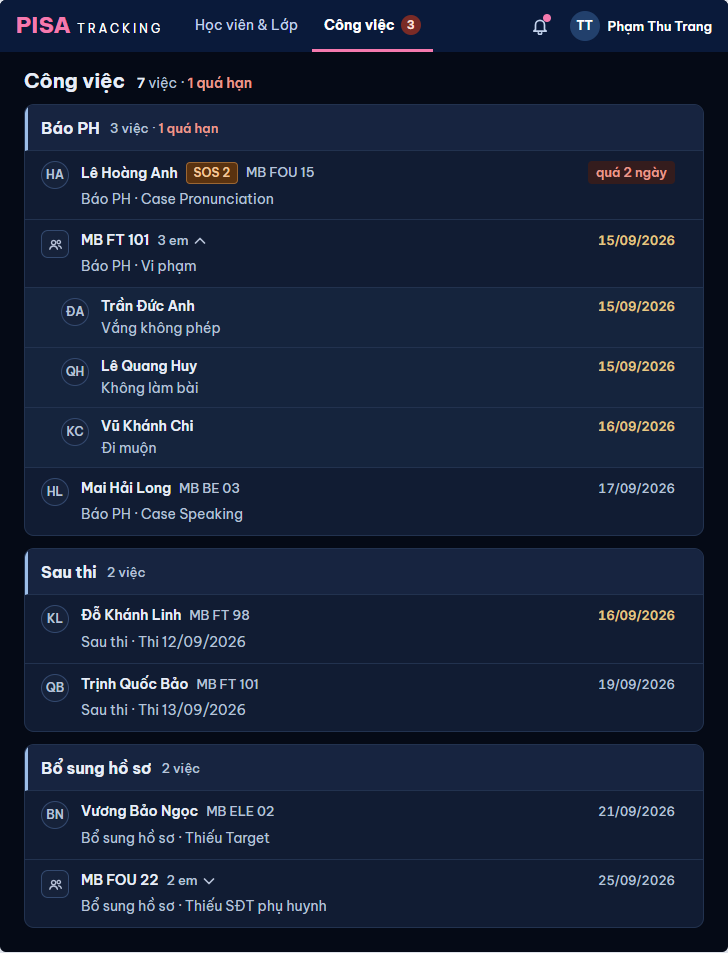 PISA TRACKING Học viên & Lớp Công việc 3 TT Phạm Thu Trang
Công việc 7 việc · 1 quá hạn
Báo PH 3 việc · 1 quá hạn
HA Lê Hoàng Anh SOS 2 MB FOU 15 quá 2 ngày
Báo PH · Case Pronunciation
MB FT 101 3 em 15/09/2026
Báo PH · Vi phạm
ĐA Trần Đức Anh 15/09/2026
Vắng không phép
QH Lê Quang Huy 15/09/2026
Không làm bài
KC Vũ Khánh Chi 16/09/2026
Đi muộn
HL Mai Hải Long MB BE 03 17/09/2026
Báo PH · Case Speaking
Sau thi 2 việc
KL Đỗ Khánh Linh MB FT 98 16/09/2026
Sau thi · Thi 12/09/2026
QB Trịnh Quốc Bảo MB FT 101 19/09/2026
Sau thi · Thi 13/09/2026
Bổ sung hồ sơ 2 việc
BN Vương Bảo Ngọc MB ELE 02 21/09/2026
Bổ sung hồ sơ · Thiếu Target
MB FOU 22 2 em 25/09/2026
Bổ sung hồ sơ · Thiếu SĐT phụ huynh